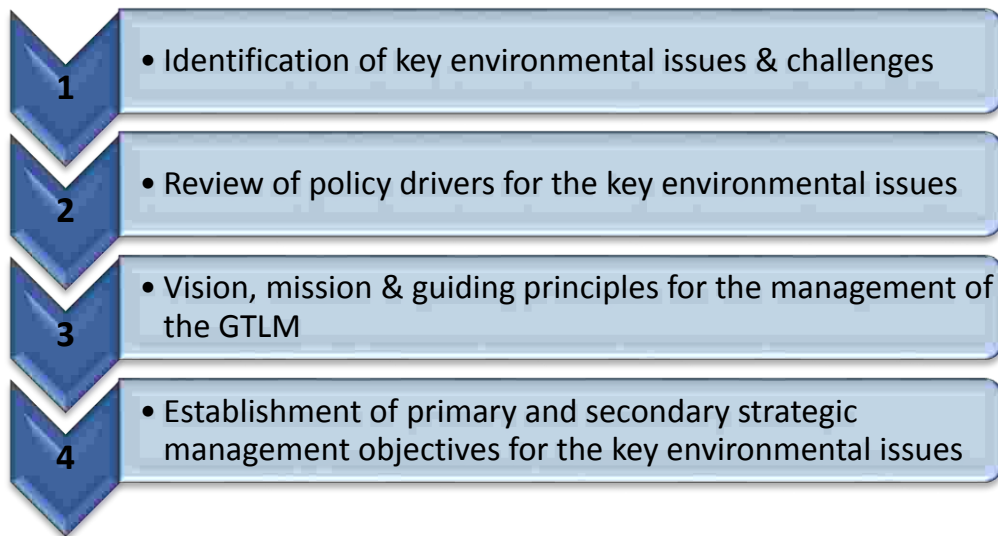 1
• Identification of key environmental issues & challenges
2
• Review of policy drivers for the key environmental issues
3
• Vision, mission & guiding principles for the management of
the GTLM
4
• Establishment of primary and secondary strategic
management objectives for the key environmental issues